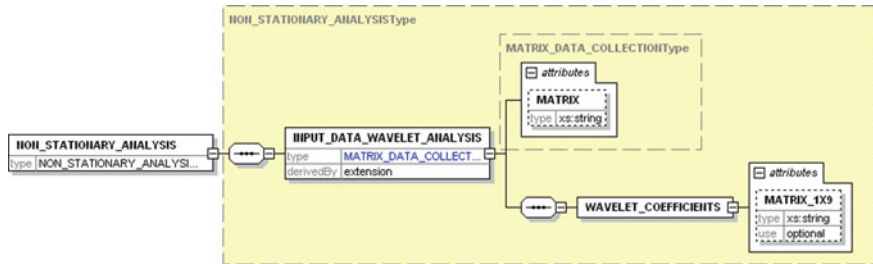 NON_STATIONARY_ANALYSISType
MATRIX_DATA_COLLECTIONType
attributes
MATRIX
type xs:string
NON_STATIONARY_ANALYSIS
type NON_STATIONARY_ANALYSI...
INPUT_DATA_WAVELET_ANALYSIS
type MATRIX_DATA_COLLECT...
derivedBy extension
attributes
WAVELET_COEFFICIENTS
MATRIX_1X9
type xs:string
use optional